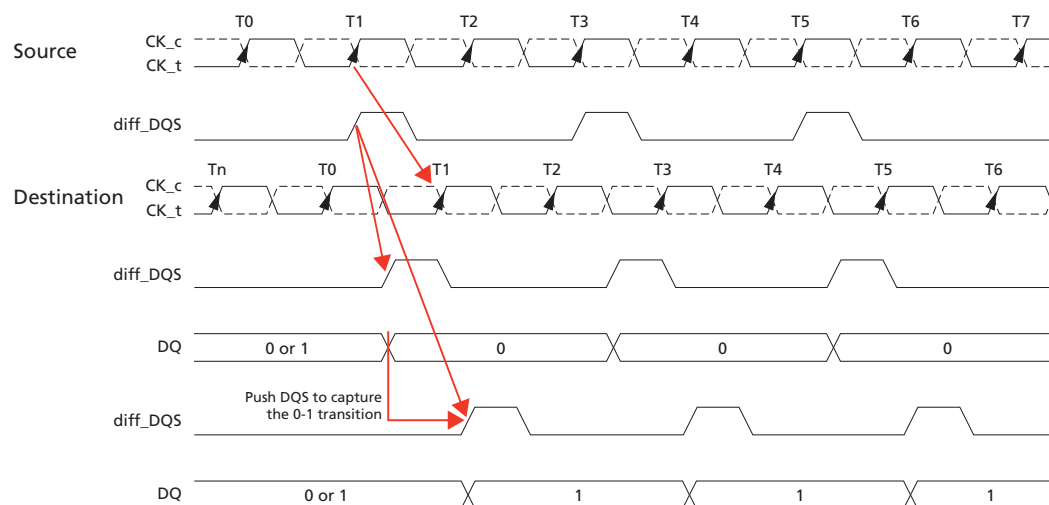 T0 T1 T2 T3 T4 T5 T6 T7
Source
CK_c
CK_t
diff_DQS
Tn T0 T1 T2 T3 T4 T5 T6
Destination
CK_c
CK_t
diff_DQS
DQ 0 or 1 0 0 0
Push DQS to capture
the 0-1 transition
diff_DQS
DQ 0 or 1 1 1 1